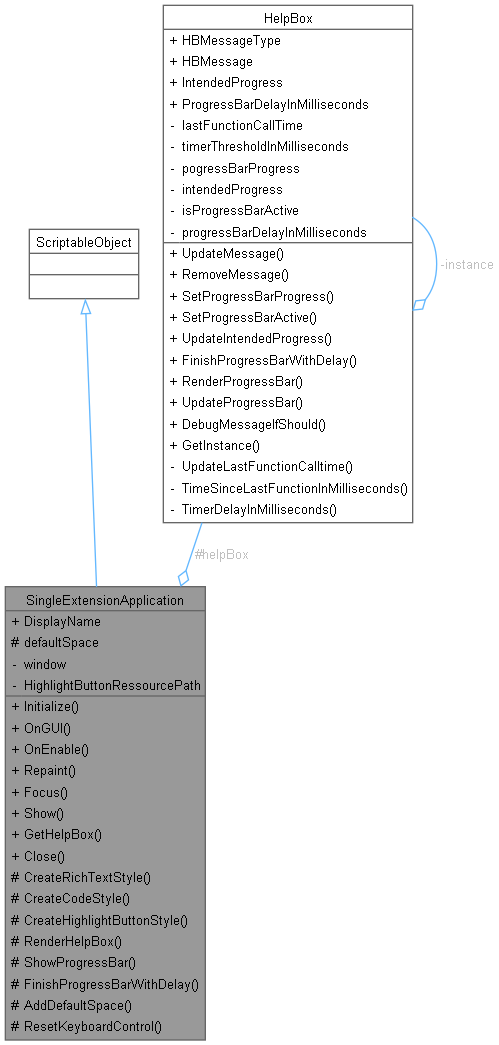 HelpBox
+ HBMessageType
+ HBMessage
+ IntendedProgress
+ ProgressBarDelayInMilliseconds
- lastFunctionCallTime
- timerThresholdInMilliseconds
- pogressBarProgress
- intendedProgress
- isProgressBarActive
- progressBarDelayInMilliseconds
+ UpdateMessage()
+ RemoveMessage()
+ SetProgressBarProgress()
+ SetProgressBarActive()
+ UpdateIntendedProgress()
+ FinishProgressBarWithDelay()
+ RenderProgressBar()
+ UpdateProgressBar()
+ DebugMessageIfShould()
+ GetInstance()
- UpdateLastFunctionCalltime()
- TimeSinceLastFunctionInMilliseconds()
- TimerDelayInMilliseconds()
-instance
ScriptableObject
#helpBox
SingleExtensionApplication
+ DisplayName
# defaultSpace
- window
- HighlightButtonRessourcePath
+ Initialize()
+ OnGUI()
+ OnEnable()
+ Repaint()
+ Focus()
+ Show()
+ GetHelpBox()
+ Close()
# CreateRichTextStyle()
# CreateCodeStyle()
# CreateHighlightButtonStyle()
# RenderHelpBox()
# ShowProgressBar()
# FinishProgressBarWithDelay()
# AddDefaultSpace()
# ResetKeyboardControl()